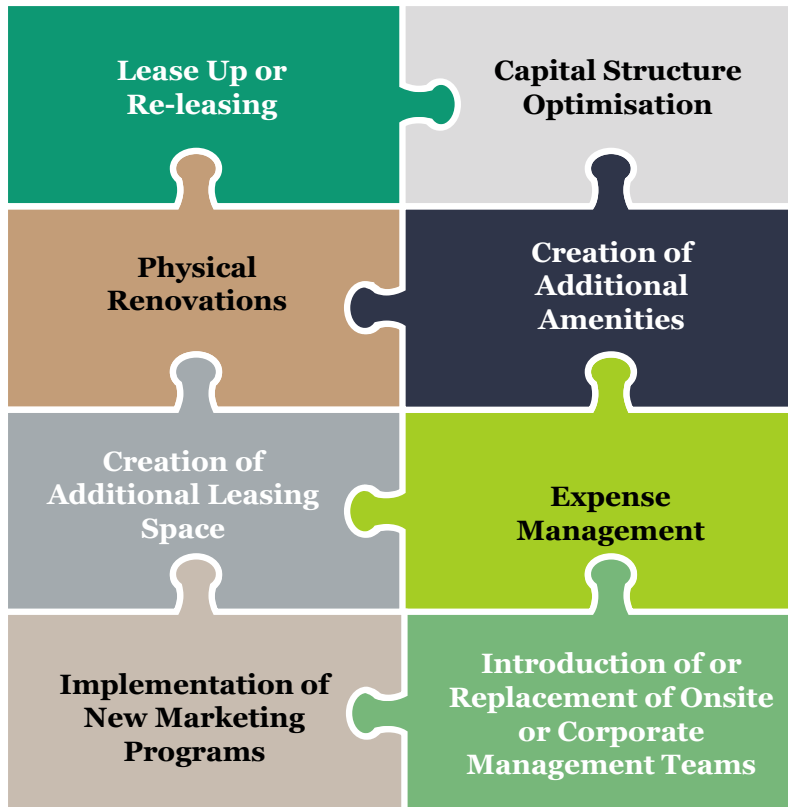 Lease Up or
Re-leasing
Capital Structure
Optimisation
Physical
Renovations
Creation of
Additional
Amenities
Creation of
Additional Leasing
Space
Expense
Management
Implementation of
New Marketing
Programs
Introduction of or
Replacement of Onsite
or Corporate
Management Teams